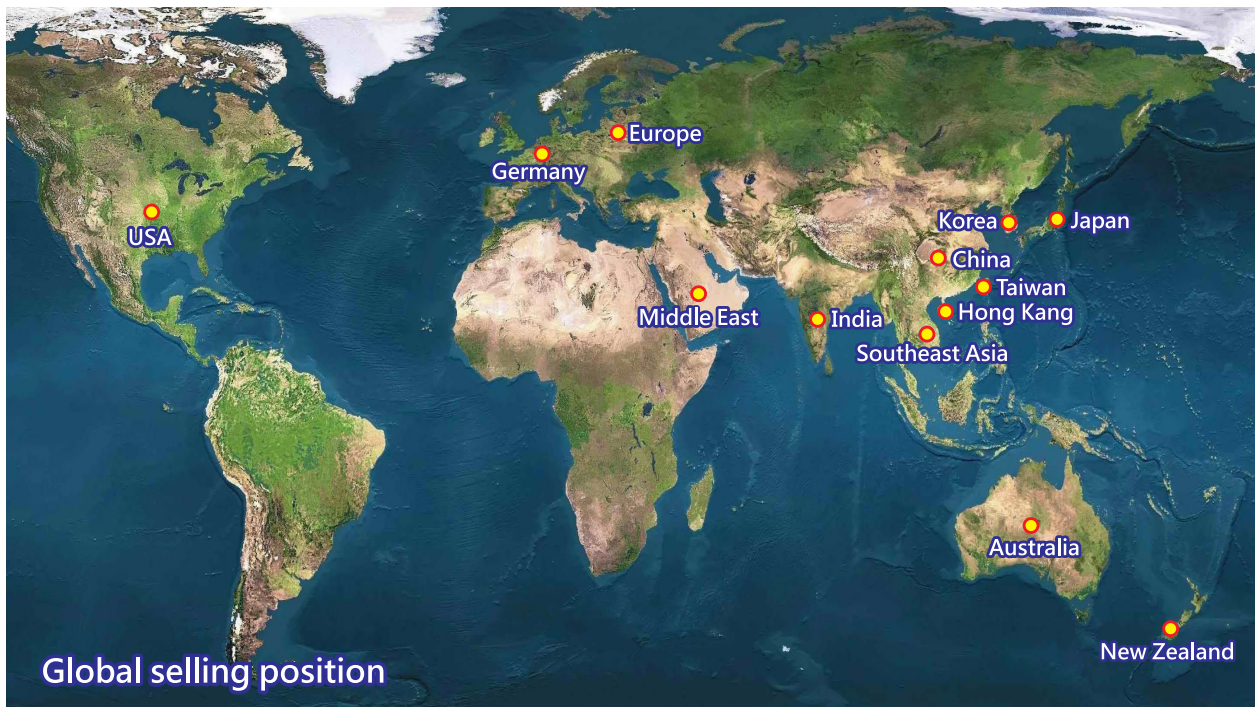 Europe
Germany
USA
Korea
Japan
China
Taiwan
Middle East
India
Hong Kang
Southeast Asia
Australia
New Zealand
Global selling position